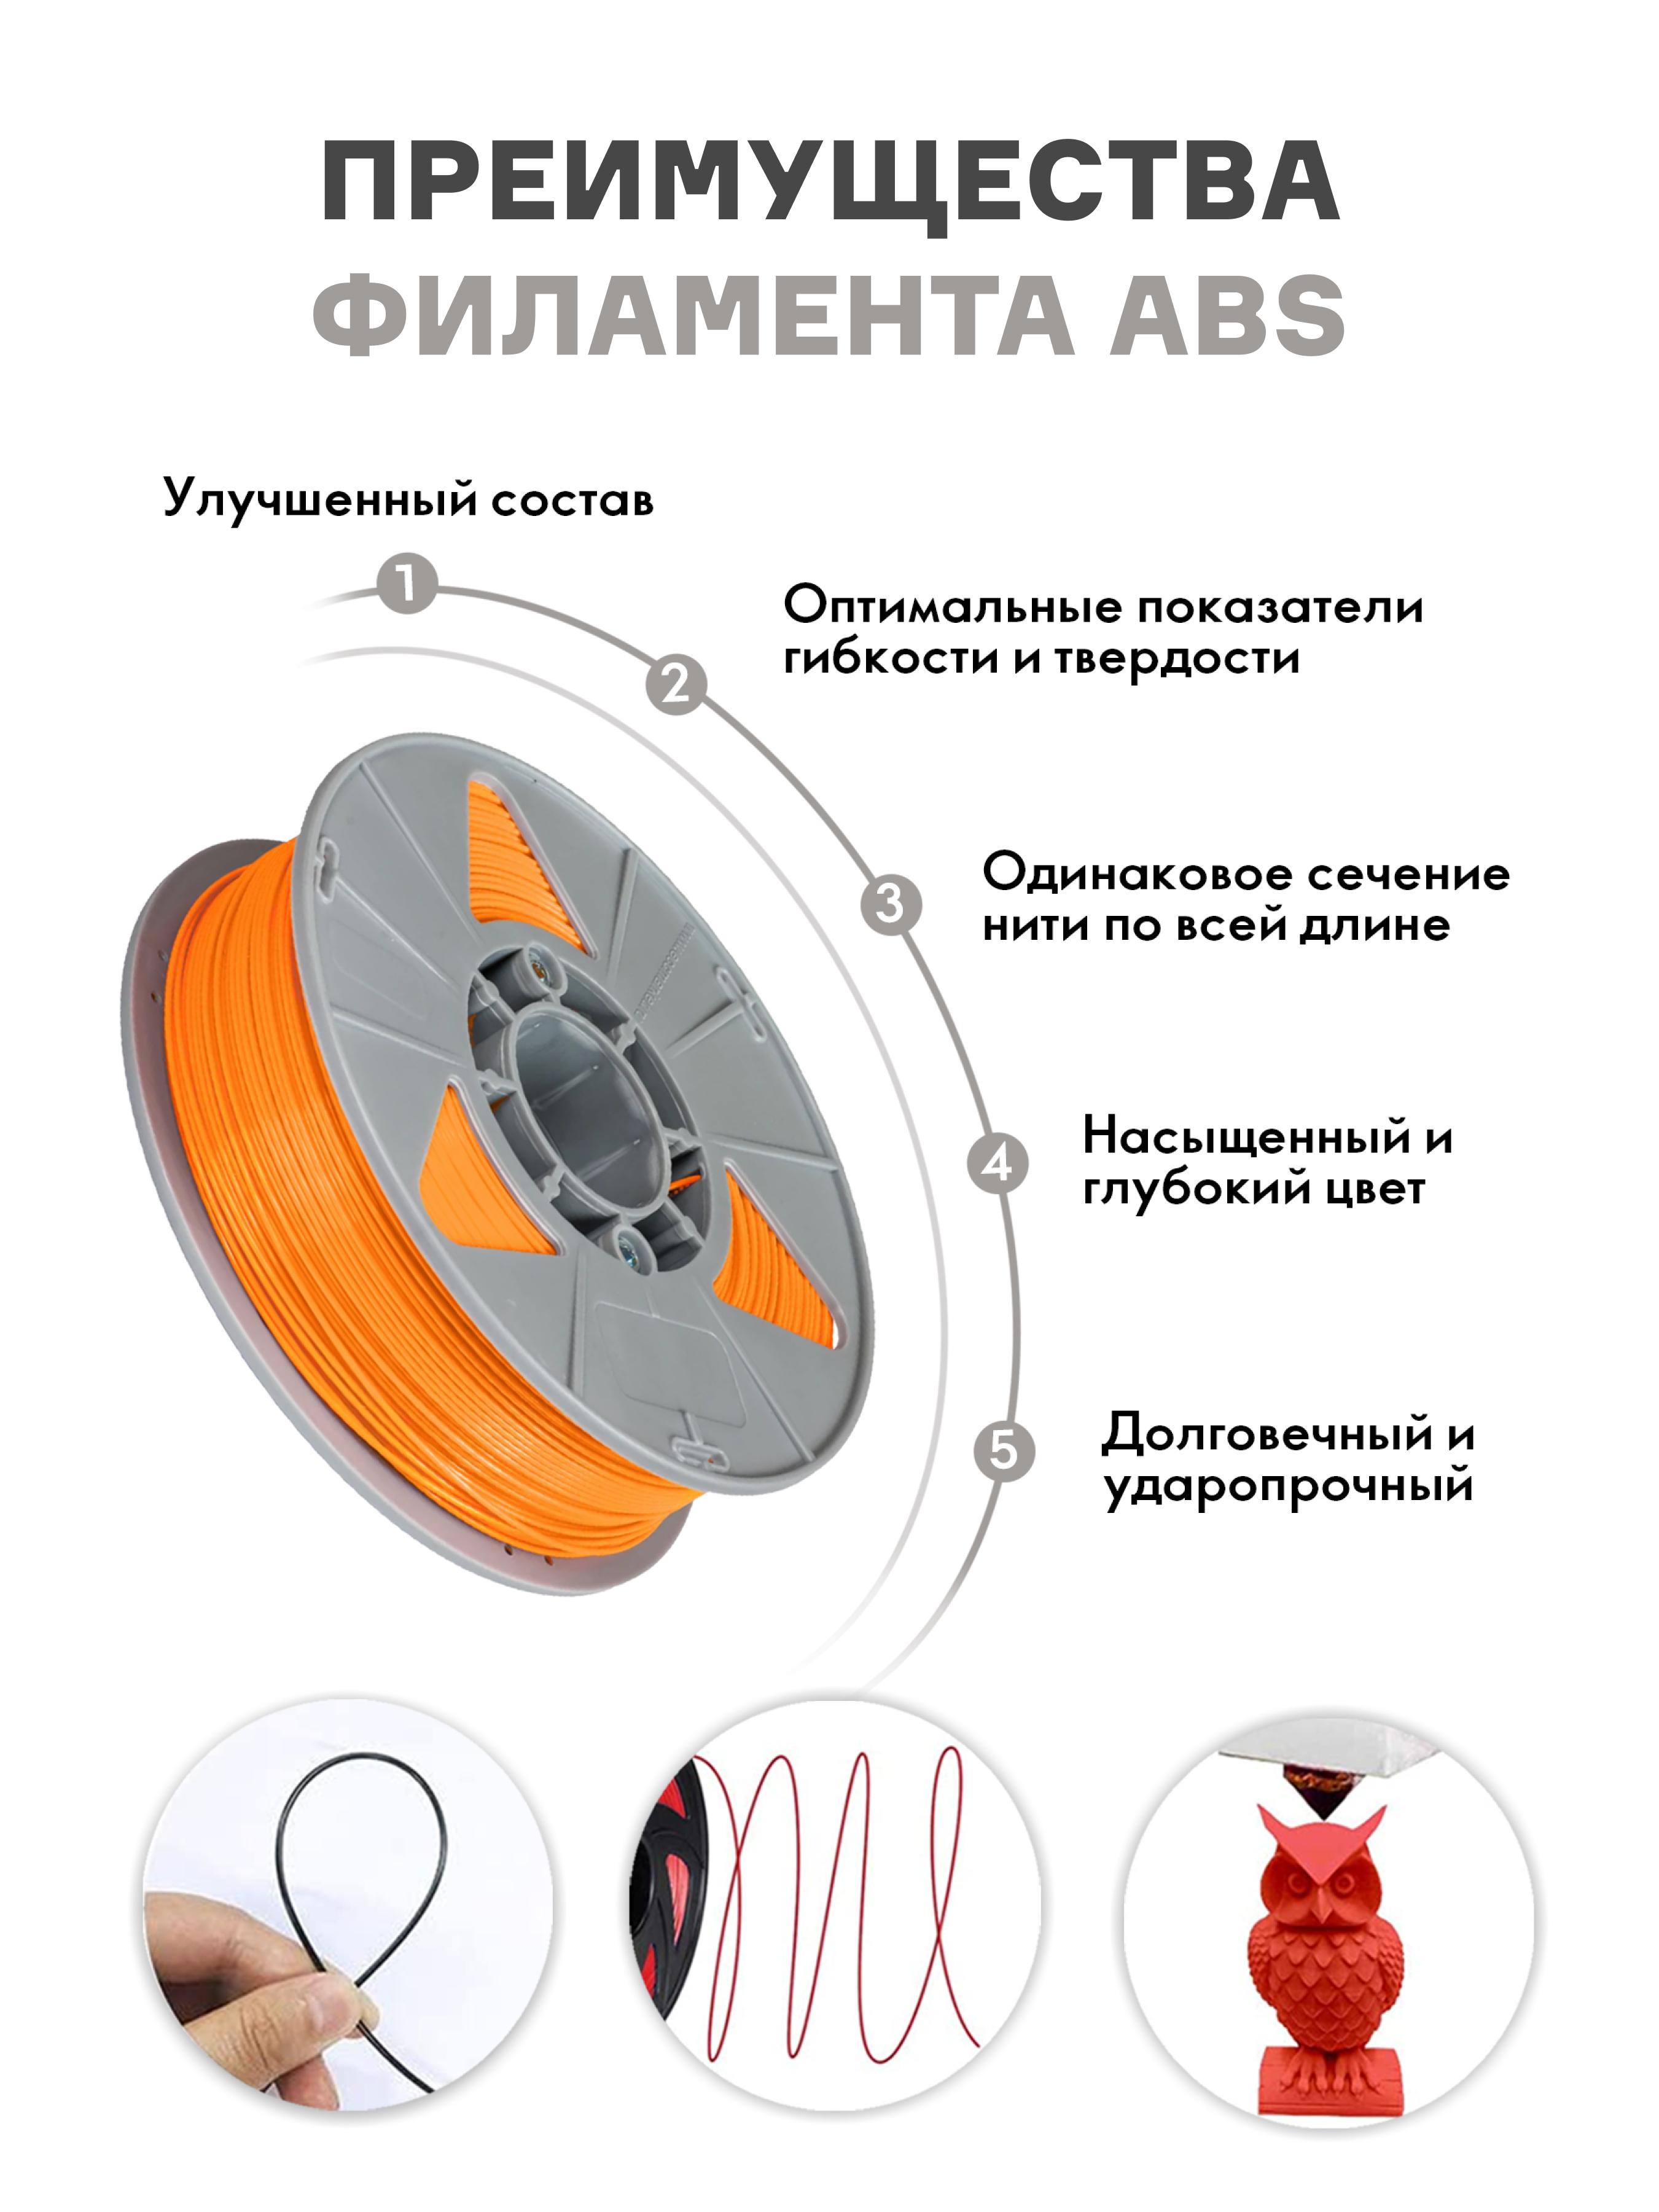 ПРЕИМУЩЕСТВА
ФИЛАМЕНТА ABS
Улучшенный состав
1
Оптимальные показатели
гибкости и твердости
2
Одинаковое сечение
нити по всей длине
3
Насыщенный и
глубокий цвет
4
Долговечный и
ударопрочный
5